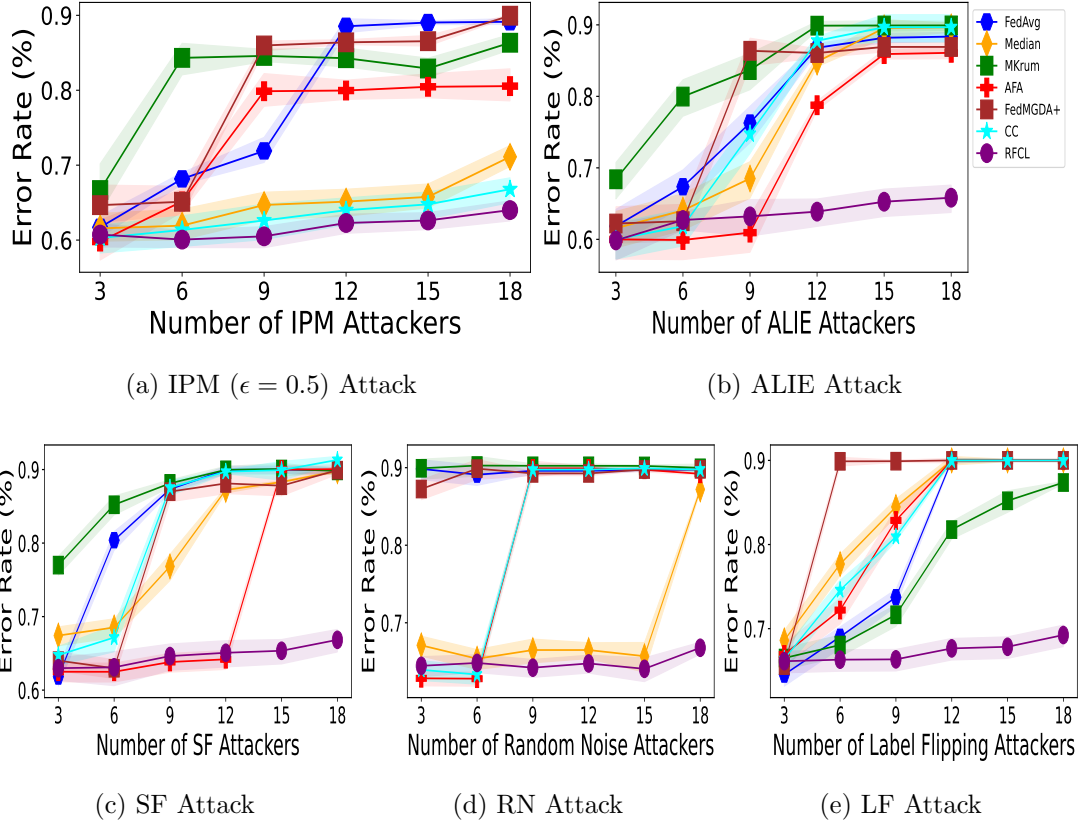 Error Rate (%)
0.9
0.8
0.7
0.6
3 6 9 12 15 18
Number of IPM Attackers
(a) IPM (ϵ = 0.5) Attack
Error Rate (%)
0.9
0.8
0.7
0.6
3 6 9 12 15 18
Number of ALIE Attackers
(b) ALIE Attack
FedAvg
Median
MKrum
AFA
FedMGDA+
CC
RFCL
Error Rate (%)
0.9
0.8
0.7
0.6
3 6 9 12 15 18
Number of SF Attackers
(c) SF Attack
Error Rate (%)
0.9
0.8
0.7
3 6 9 12 15 18
Number of Random Noise Attackers
(d) RN Attack
Error Rate (%)
0.9
0.8
0.7
3 6 9 12 15 18
Number of Label Flipping Attackers
(e) LF Attack